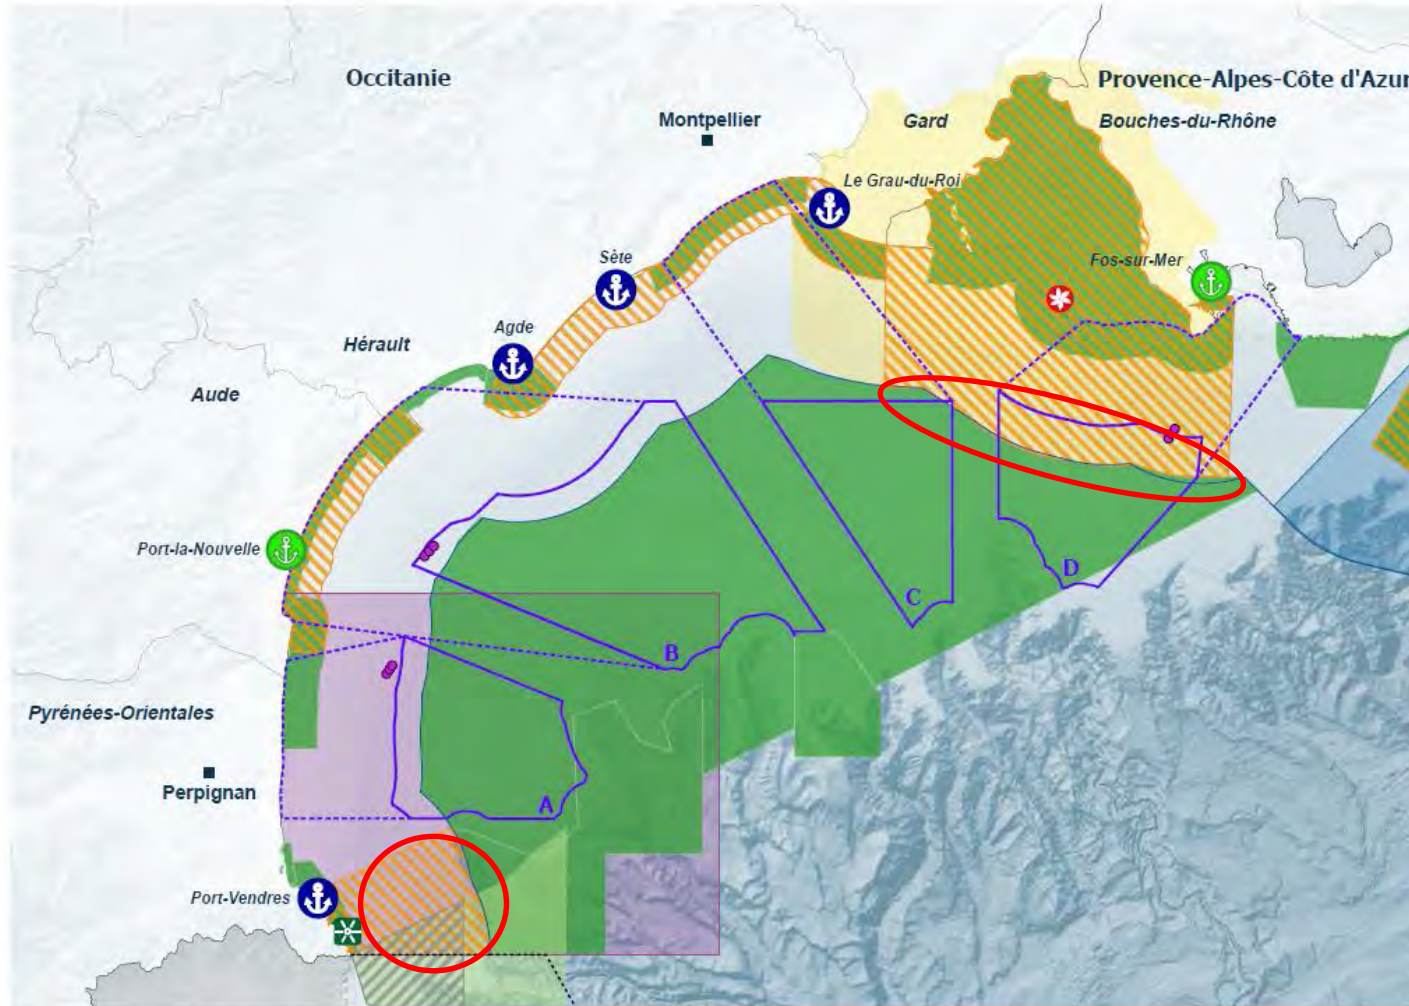 Occitanie
Provence-Alpes-Côte d'Azur
Montpellier
Gard
Bouches-du-Rhône
Le Grau-du-Roi
Sète
Fos-sur-Mer
Agde
Hérault
Aude
Port-la-Nouvelle
D
C
B
Pyrénées-Orientales
Perpignan
A
Port-Vendres